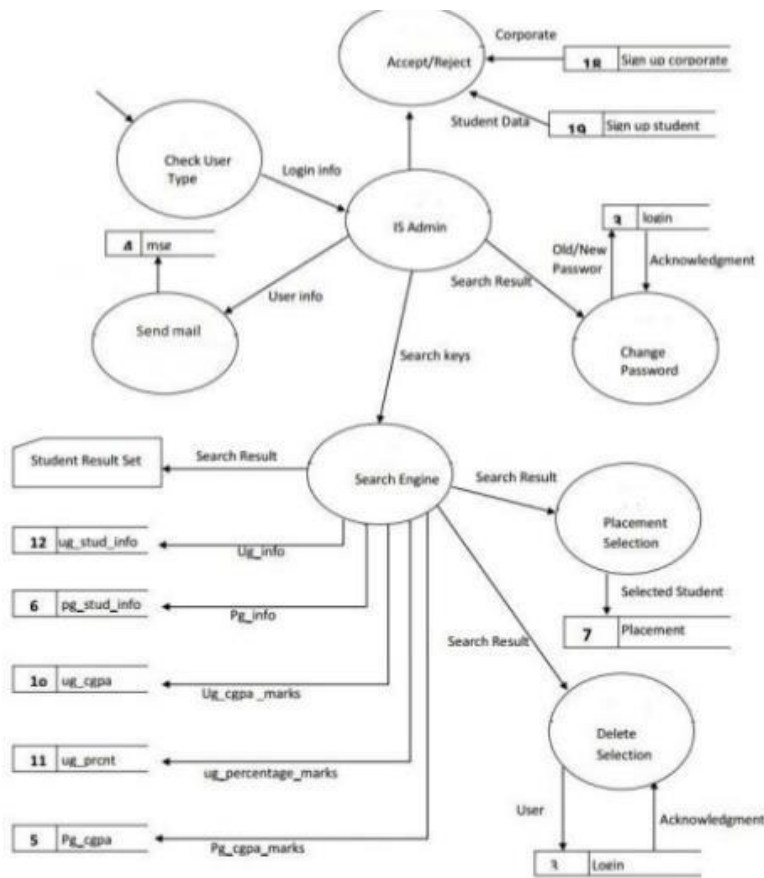 Corporate
Accept/Reject
18 Sign up corporate
Student Data
19 Sign up student
Check User
Type
Login info
IS Admin
3 login
4 mse
Old/New
Passwor
Acknowledgment
User info
Search Result
Send mail
Change
Password
Search keys
Student Result Set
Search Result
Search Engine
Search Result
Placement
Selection
12 ug_stud_info
Ug_info
Selected Student
6 pg_stud_info
Pg_info
7 Placement
Search Result
1o ug_cgpa
Ug_cgpa _marks
Delete
Selection
11 ug_prcnt
ug_percentage_marks
User
Acknowledgment
5 Pg_cgpa
Pg_cgpa_marks
3 Login